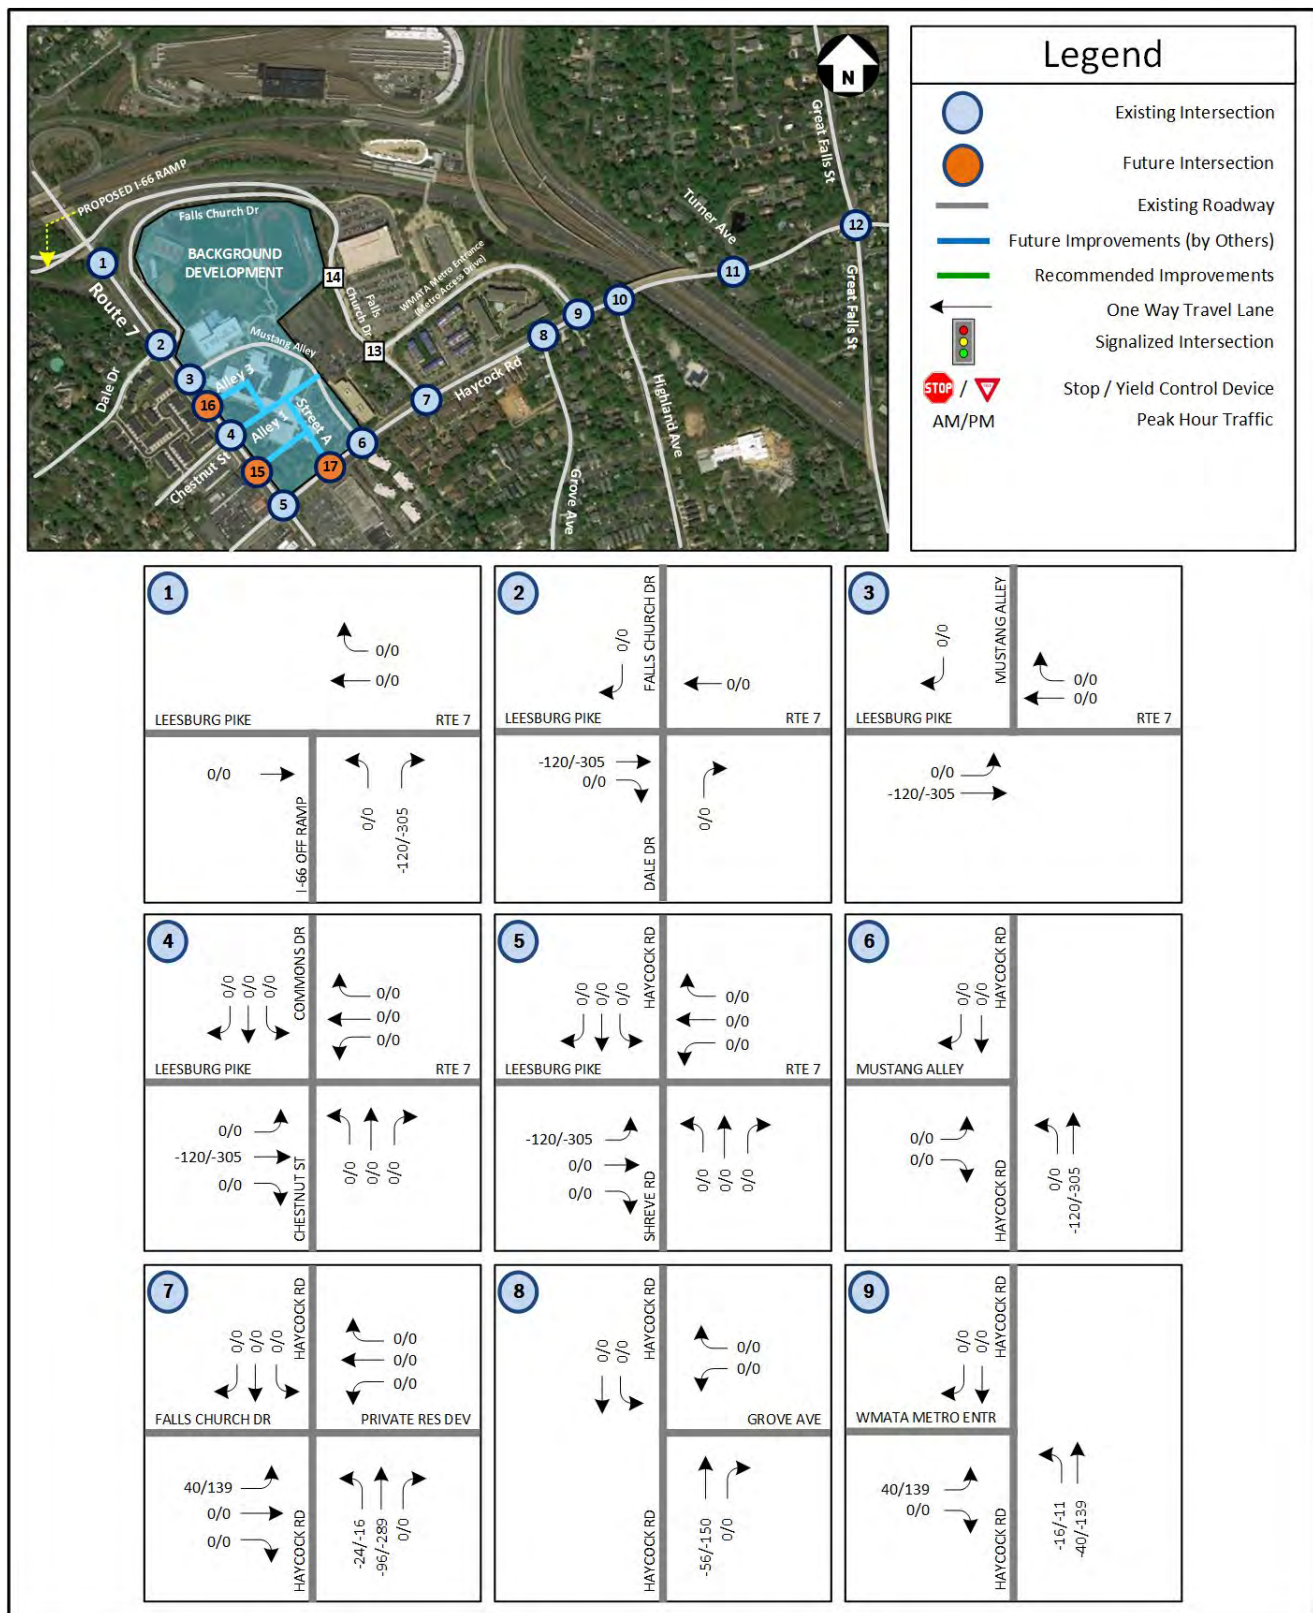 N
PROPOSED I-66 RAMP
Falls Church Dr
BACKGROUND
DEVELOPMENT
Route 7
Dale Dr
Mustang Alley
Alley 3
Alley 1
Street A
Chestnut St
Falls
Church Dr
WMATA Metro Entrance
(Metro Access Drive)
Haycock Rd
Grove Ave
Highland Ave
Turner Ave
Great Falls St
Great Falls St
1
2
3
16
4
15
5
17
6
7
13
14
8
9
10
11
12
Legend
Existing Intersection
Future Intersection
Existing Roadway
Future Improvements (by Others)
Recommended Improvements
One Way Travel Lane
Signalized Intersection
STOP / Stop / Yield Control Device
AM/PM Peak Hour Traffic
1
0/0
0/0
LEESBURG PIKE RTE 7
0/0
I-66 OFF RAMP
0/0
-120/-305
2
0/0
FALLS CHURCH DR
0/0
LEESBURG PIKE RTE 7
-120/-305
0/0
DALE DR
0/0
3
0/0
MUSTANG ALLEY
0/0
0/0
LEESBURG PIKE RTE 7
0/0
-120/-305
4
0/0
0/0
0/0
COMMONS DR
0/0
0/0
0/0
LEESBURG PIKE RTE 7
0/0
-120/-305
0/0
CHESTNUT ST
0/0
0/0
0/0
5
0/0
0/0
0/0
HAYCOCK RD
0/0
0/0
0/0
LEESBURG PIKE RTE 7
-120/-305
0/0
0/0
SHREVE RD
0/0
0/0
0/0
6
0/0
0/0
HAYCOCK RD
MUSTANG ALLEY
0/0
0/0
HAYCOCK RD
0/0
-120/-305
7
0/0
0/0
0/0
HAYCOCK RD
0/0
0/0
0/0
FALLS CHURCH DR PRIVATE RES DEV
40/139
0/0
0/0
HAYCOCK RD
-24/-16
-96/-289
0/0
8
0/0
0/0
HAYCOCK RD
0/0
0/0
GROVE AVE
HAYCOCK RD
-56/-150
0/0
9
0/0
0/0
HAYCOCK RD
WMATA METRO ENTR
40/139
0/0
HAYCOCK RD
-16/-11
-40/-139